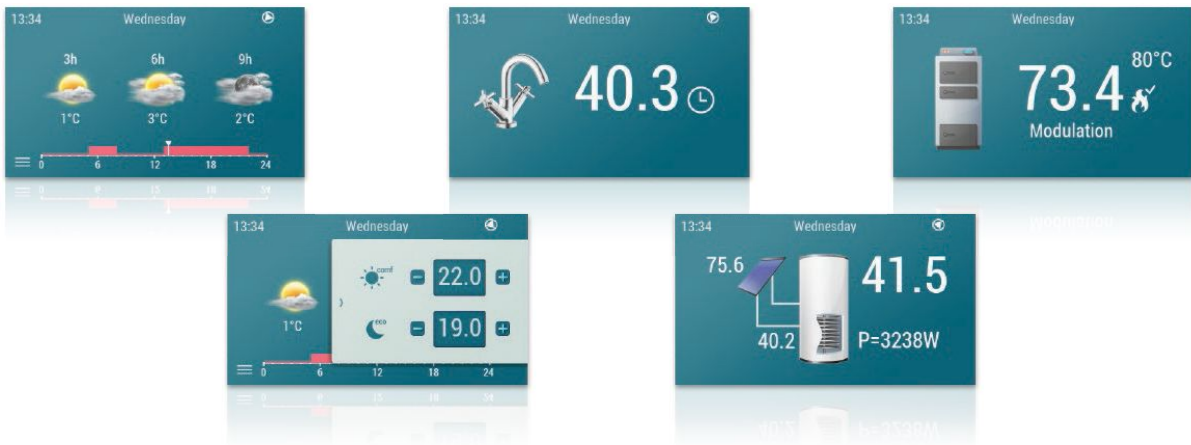 13:34 Wednesday
3h 6h 9h
1°C 3°C 2°C
0 6 12 18 24
13:34 Wednesday
40.3
13:34 Wednesday
80°C
73.4
Modulation
13:34 Wednesday
comf
22.0
1°C
eco
19.0
0 6 12 18 24
13:34 Wednesday
75.6
41.5
40.2
P=3238W